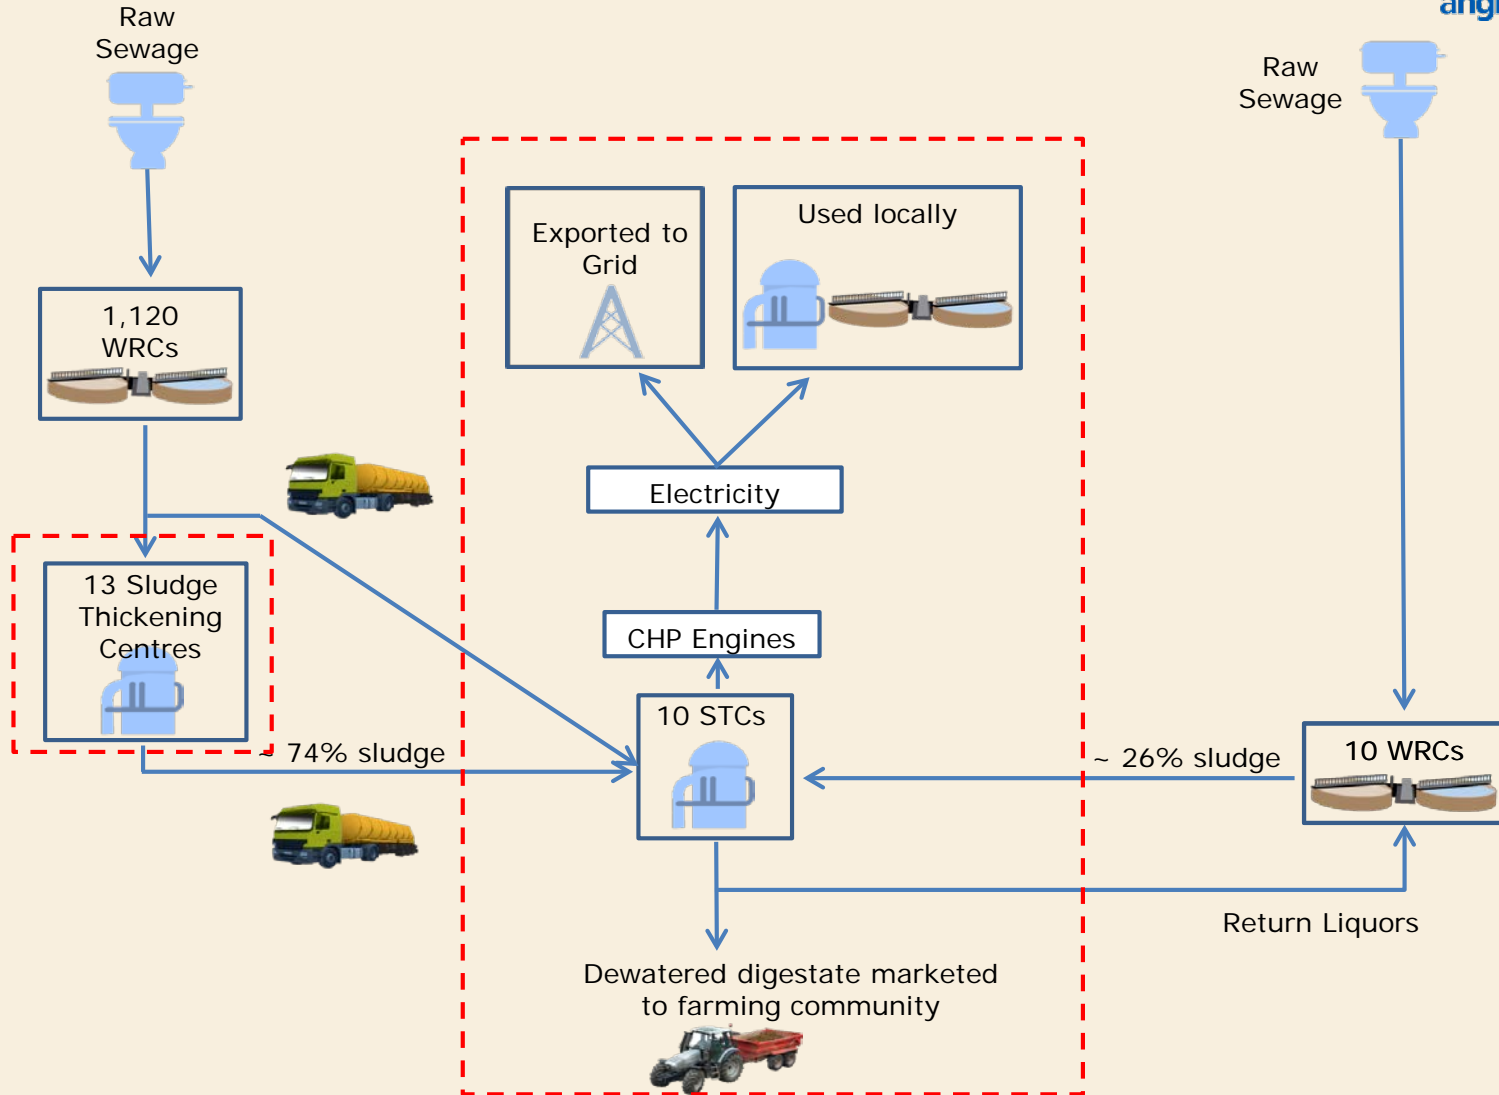 Raw
Sewage
Raw
Sewage
Exported to
Grid
Used locally
1,120
WRCs
Electricity
13 Sludge
Thickening
Centres
CHP Engines
10 STCs
~ 74% sludge
~ 26% sludge
10 WRCs
Return Liquors
Dewatered digestate marketed
to farming community